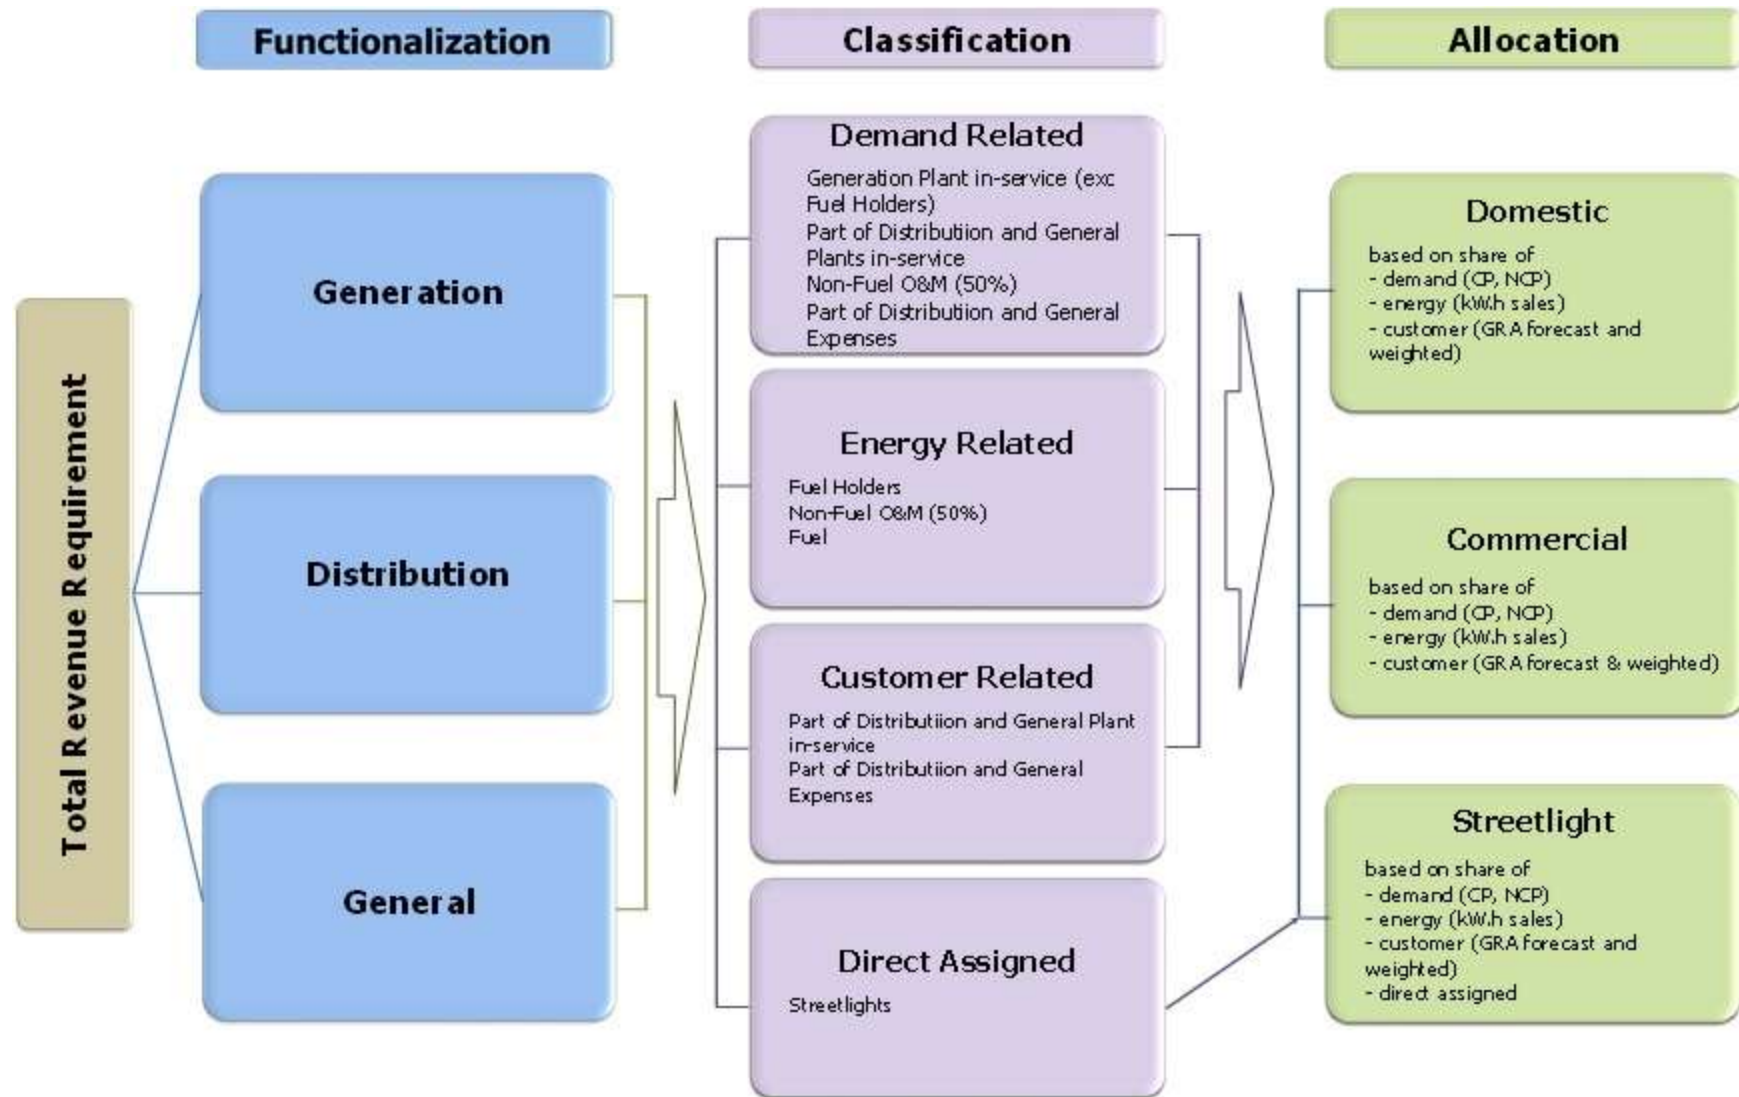 Functionalization
Classification
Allocation
Total Revenue Requirement
Generation
Distribution
General
Demand Related
Generation Plant in-service (exc
Fuel Holders)
Part of Distributiion and General
Plants in-service
Non-Fuel O&M (50%)
Part of Distributiion and General
Expenses
Energy Related
Fuel Holders
Non-Fuel O&M (50%)
Fuel
Customer Related
Part of Distributiion and General Plant
in-service
Part of Distributiion and General
Expenses
Direct Assigned
Streetlights
Domestic
based on share of
- demand (CP, NCP)
- energy (kW.h sales)
- customer (GRA forecast and
weighted)
Commercial
based on share of
- demand (CP, NCP)
- energy (kW.h sales)
- customer (GRA forecast & weighted)
Streetlight
based on share of
- demand (CP, NCP)
- energy (kW.h sales)
- customer (GRA forecast and
weighted)
- direct assigned